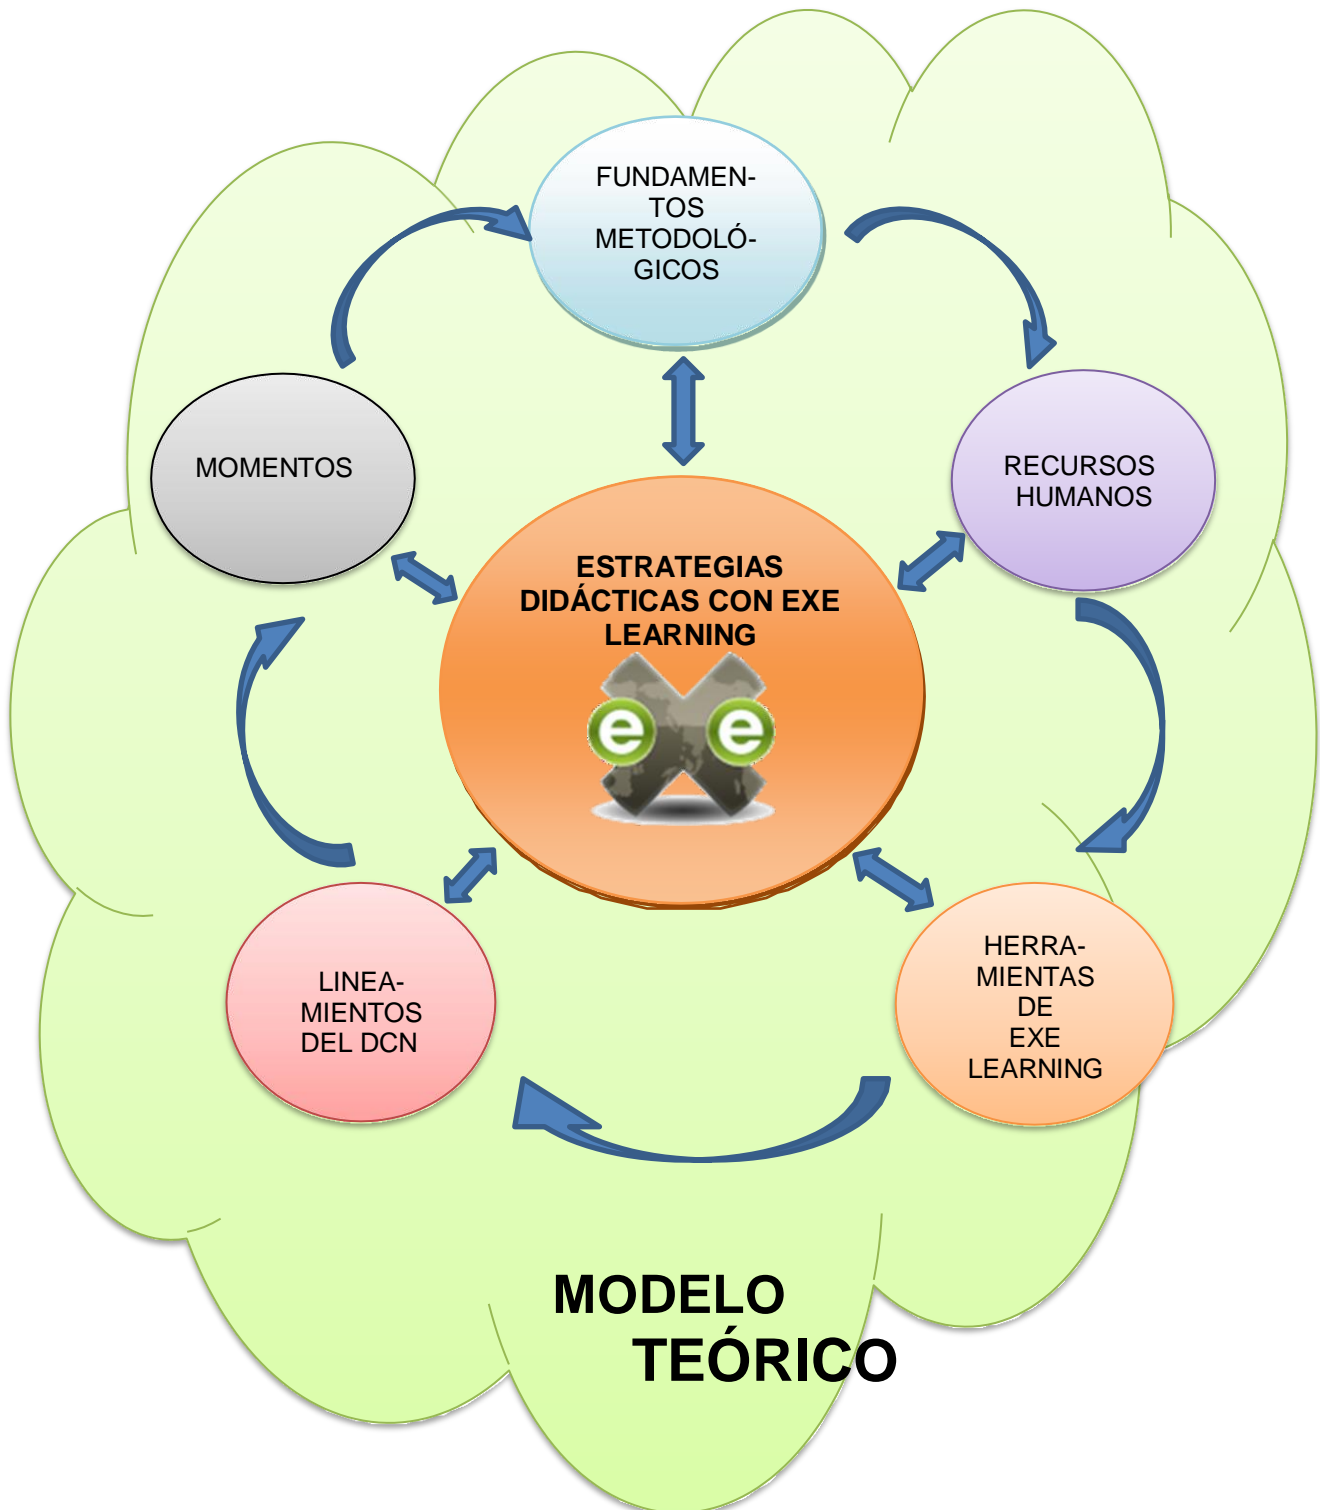 FUNDAMEN-
TOS
METODOLÓ-
GICOS
MOMENTOS
RECURSOS
HUMANOS
ESTRATEGIAS
DIDÁCTICAS CON EXE
LEARNING
e e
LINEA-
MIENTOS
DEL DCN
HERRA-
MIENTAS
DE
EXE
LEARNING
MODELO
TEÓRICO